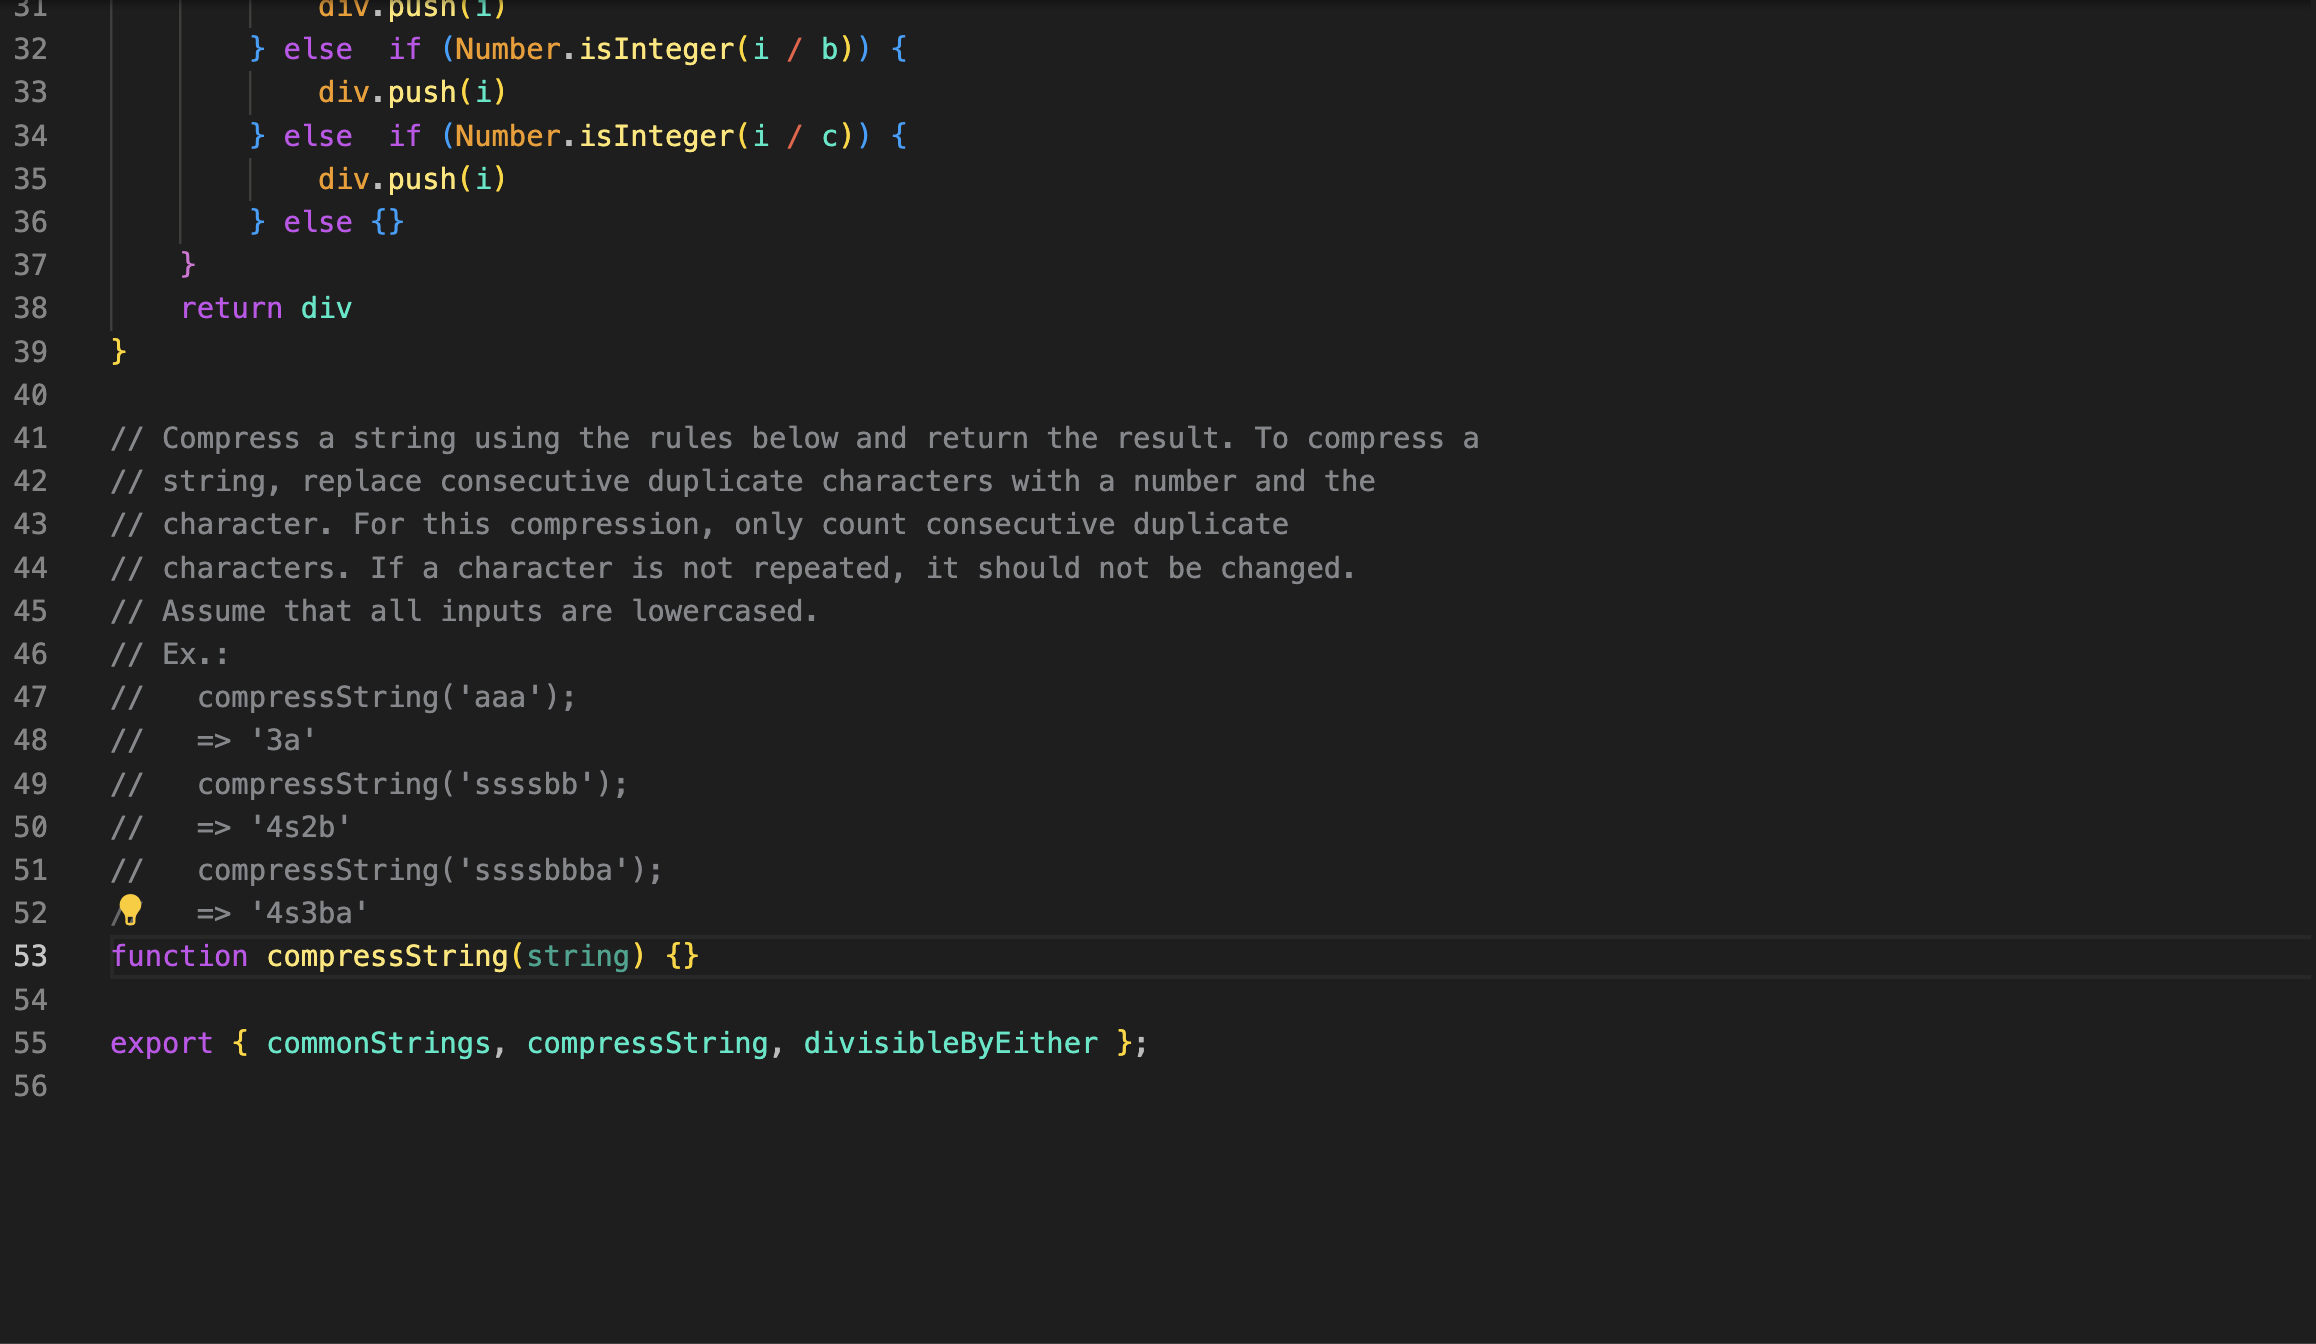 31 div.push(i)
32 } else  if (Number.isInteger(i / b)) {
33 div.push(i)
34 } else  if (Number.isInteger(i / c)) {
35 div.push(i)
36 } else {}
37 }
38 return div
39 }
40
41 // Compress a string using the rules below and return the result. To compress a
42 // string, replace consecutive duplicate characters with a number and the
43 // character. For this compression, only count consecutive duplicate
44 // characters. If a character is not repeated, it should not be changed.
45 // Assume that all inputs are lowercased.
46 // Ex.:
47 //   compressString('aaa');
48 //   => '3a'
49 //   compressString('ssssbb');
50 //   => '4s2b'
51 //   compressString('ssssbbba');
52 /   => '4s3ba'
53 function compressString(string) {}
54
55 export { commonStrings, compressString, divisibleByEither };
56